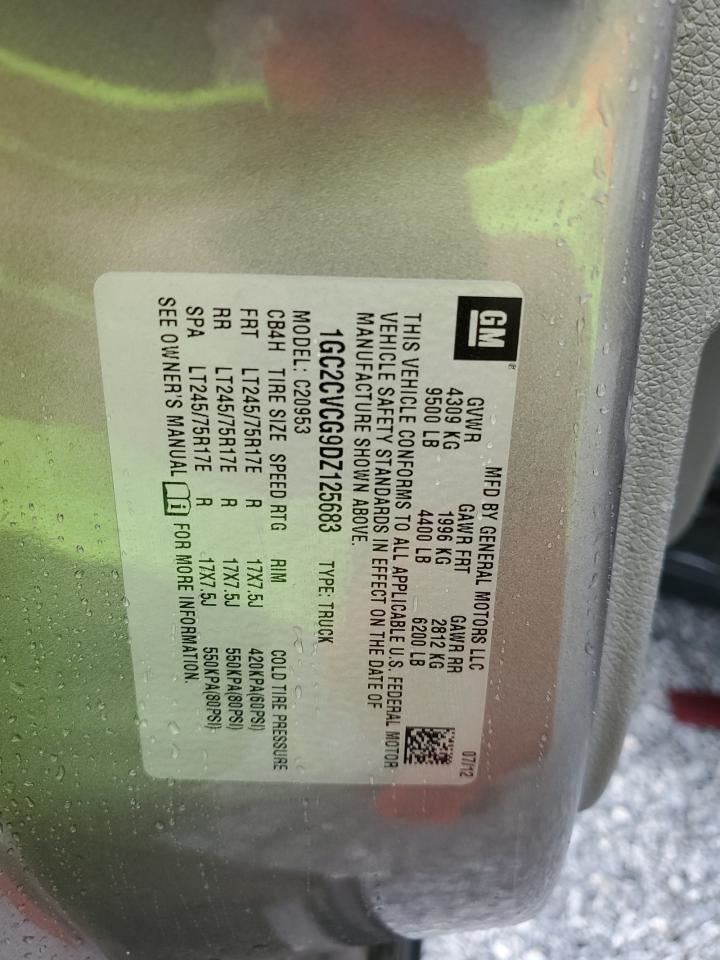 GM®
MFD BY GENERAL MOTORS LLC 07/12
GVWR GAWR FRT GAWR RR
4309 KG 1996 KG 2812 KG
9500 LB 4400 LB 6200 LB
THIS VEHICLE CONFORMS TO ALL APPLICABLE U.S. FEDERAL MOTOR
VEHICLE SAFETY STANDARDS IN EFFECT ON THE DATE OF
MANUFACTURE SHOWN ABOVE.
1GC2CVCG9DZ125683 TYPE: TRUCK
MODEL: C20953
CB4H TIRE SIZE SPEED RTG RIM COLD TIRE PRESSURE
FRT LT245/75R17E R 17X7.5J 420KPA(60PSI)
RR LT245/75R17E R 17X7.5J 550KPA(80PSI)
SPA LT245/75R17E R 17X7.5J 550KPA(80PSI)
SEE OWNER'S MANUAL FOR MORE INFORMATION.